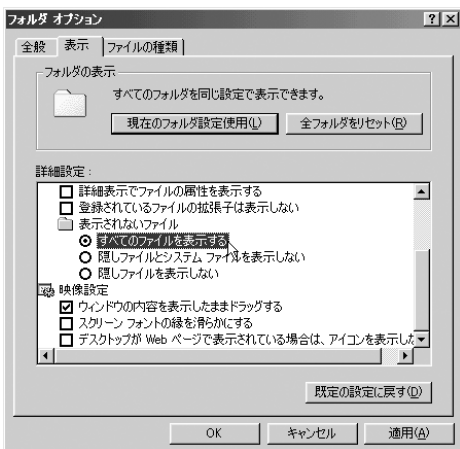 フォルダ オプション
全般 表示 ファイルの種類
フォルダの表示
すべてのフォルダを同じ設定で表示できます。
現在のフォルダ設定使用(L) 全フォルダをリセット(R)
詳細設定:
詳細表示でファイルの属性を表示する
登録されているファイルの拡張子は表示しない
表示されないファイル
すべてのファイルを表示する
隠しファイルとシステム ファイルを表示しない
隠しファイルを表示しない
映像設定
ウィンドウの内容を表示したままドラッグする
スクリーン フォントの縁を滑らかにする
デスクトップが Web ページで表示されている場合は、アイコンを表示した
既定の設定に戻す(D)
OK キャンセル 適用(A)